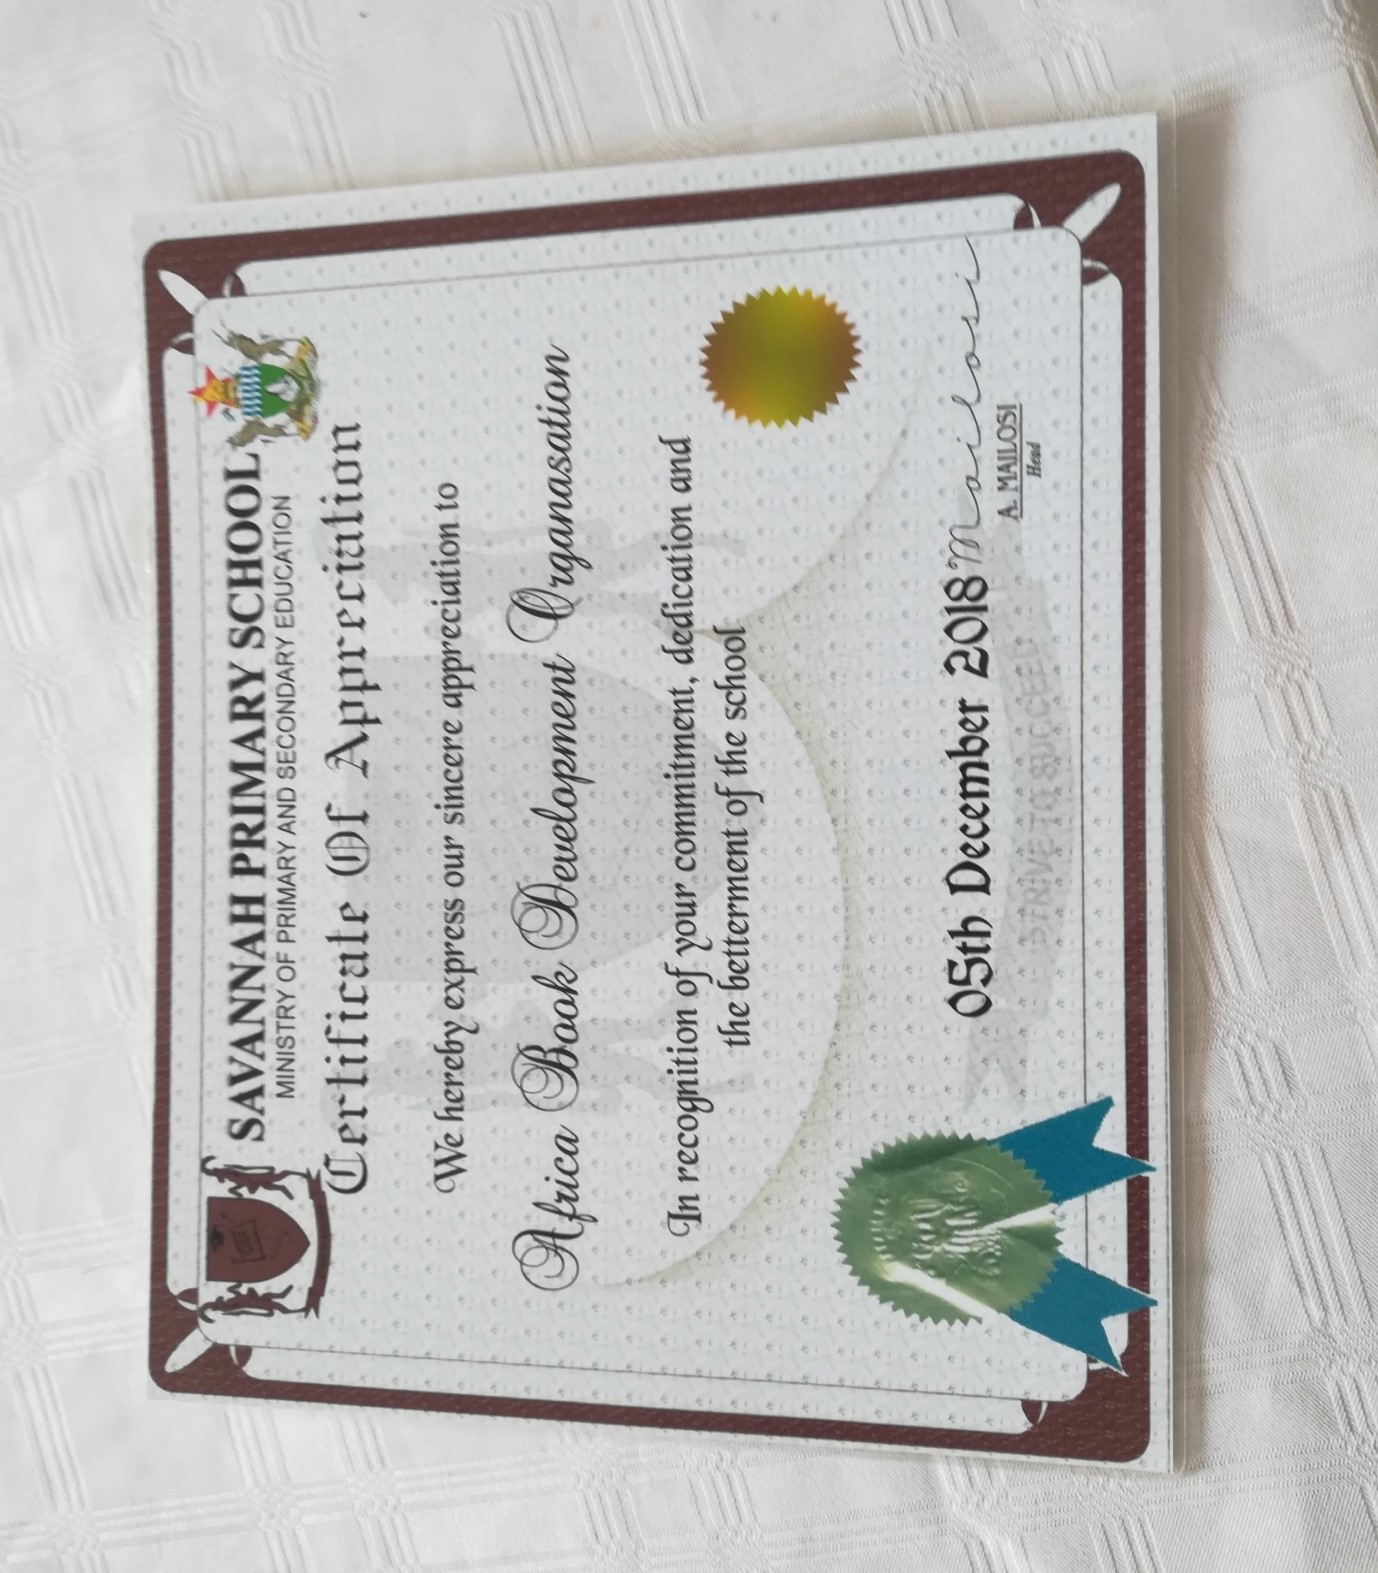 SAVANNAH PRIMARY SCHOOL
MINISTRY OF PRIMARY AND SECONDARY EDUCATION
Certificate Of Appreciation
We hereby express our sincere appreciation to
Africa Book Development Organasation
In recognition of your commitment, dedication and
the betterment of the school
05th December 2018
Mailosi
A. MAILOSI
Head
STRIVE TO SUCCEED